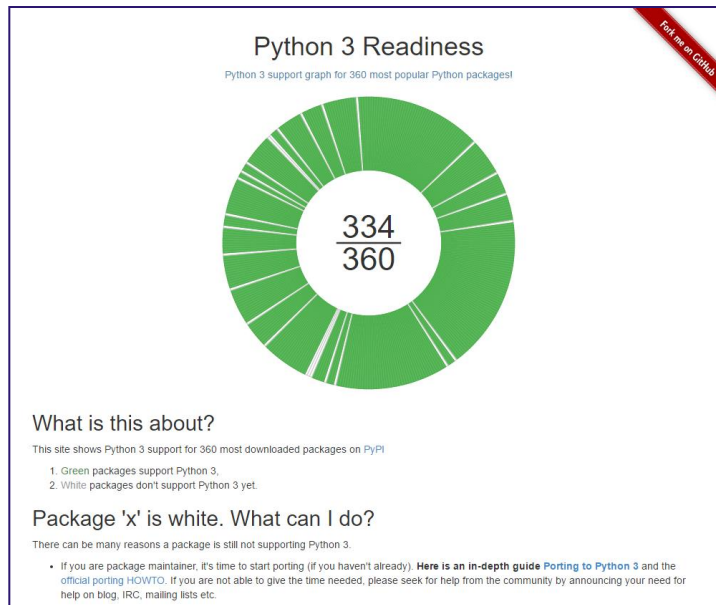 Python 3 Readiness
Fork me on GitHub
Python 3 support graph for 360 most popular Python packages!
334
360
What is this about?
This site shows Python 3 support for 360 most downloaded packages on PyPI
1. Green packages support Python 3,
2. White packages don't support Python 3 yet.
Package 'x' is white. What can I do?
There can be many reasons a package is still not supporting Python 3.
• If you are package maintainer, it's time to start porting (if you haven't already). Here is an in-depth guide Porting to Python 3 and the
official porting HOWTO. If you are not able to give the time needed, please seek for help from the community by announcing your need for
help on blog, IRC, mailing lists etc.